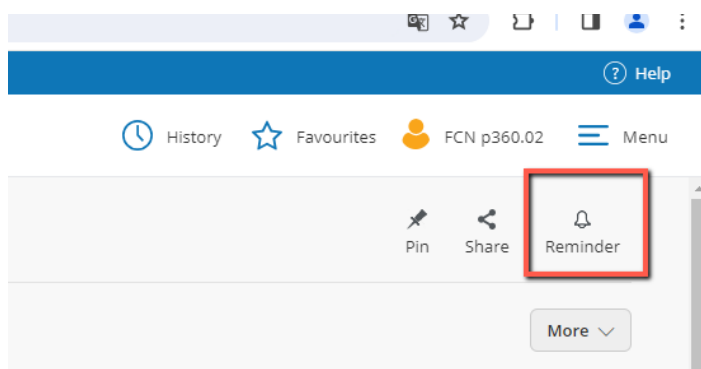 Help
History Favourites FCN p360.02 Menu
Pin Share Reminder
More